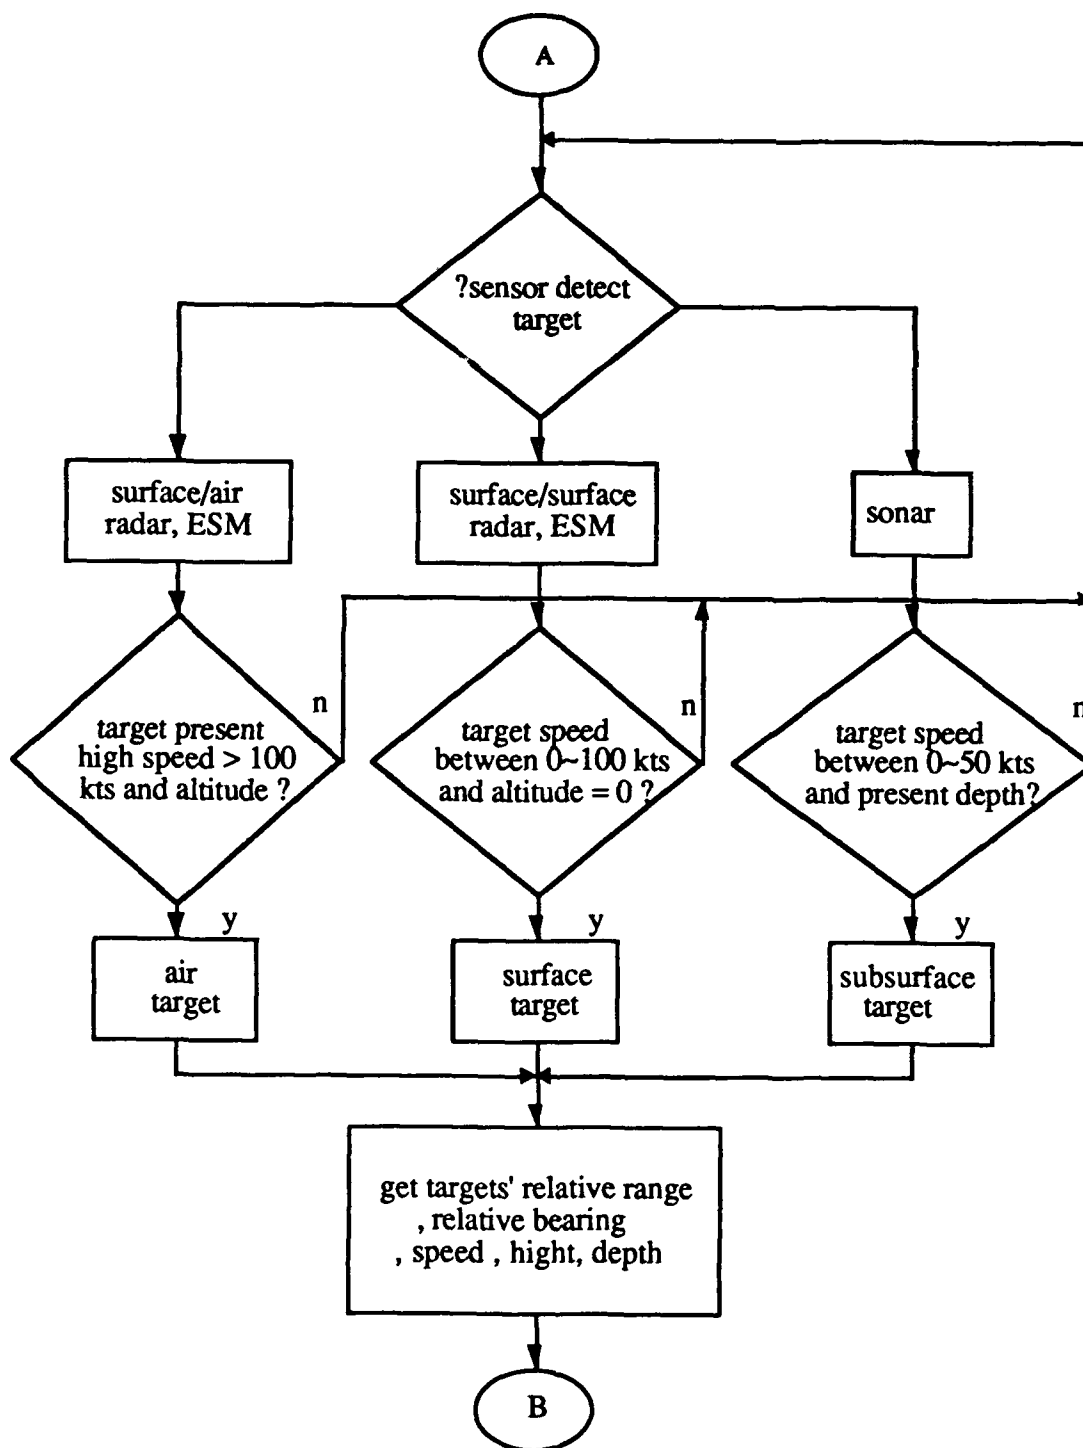 A
?sensor detect
target
surface/air
radar, ESM
surface/surface
radar, ESM
sonar
target present
high speed > 100
kts and altitude ?
n
target speed
between 0~100 kts
and altitude = 0 ?
n
target speed
between 0~50 kts
and present depth?
n
y
air
target
y
surface
target
y
subsurface
target
get targets' relative range
, relative bearing
, speed , hight, depth
B